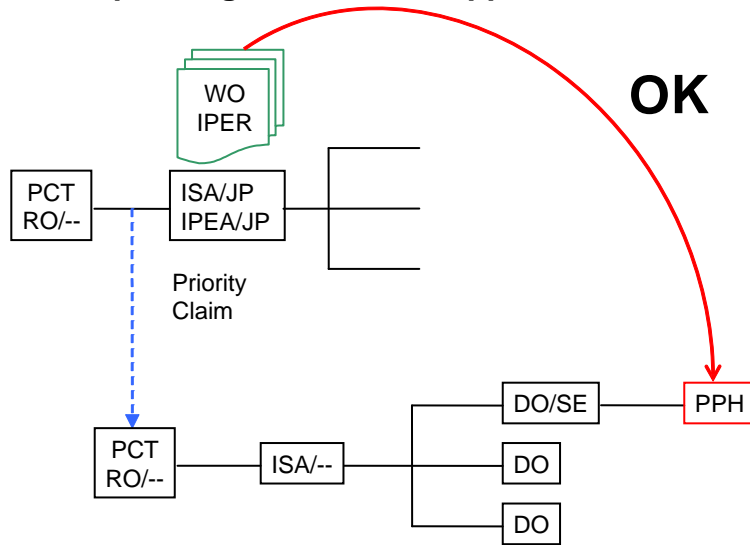 WO
IPER
OK
PCT
RO/--
ISA/JP
IPEA/JP
Priority
Claim
DO/SE
PPH
PCT
RO/--
ISA/--
DO
DO